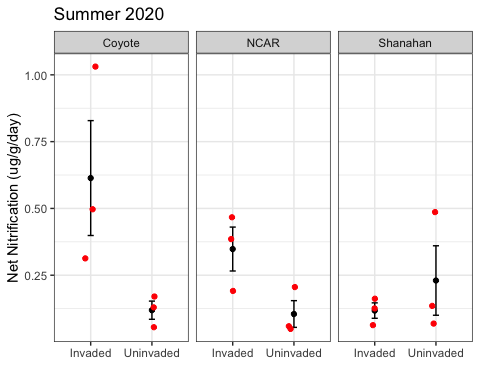 Summer 2020
Coyote NCAR Shanahan
Net Nitrification (ug/g/day)
1.00
0.75
0.50
0.25
Invaded Uninvaded Invaded Uninvaded Invaded Uninvaded